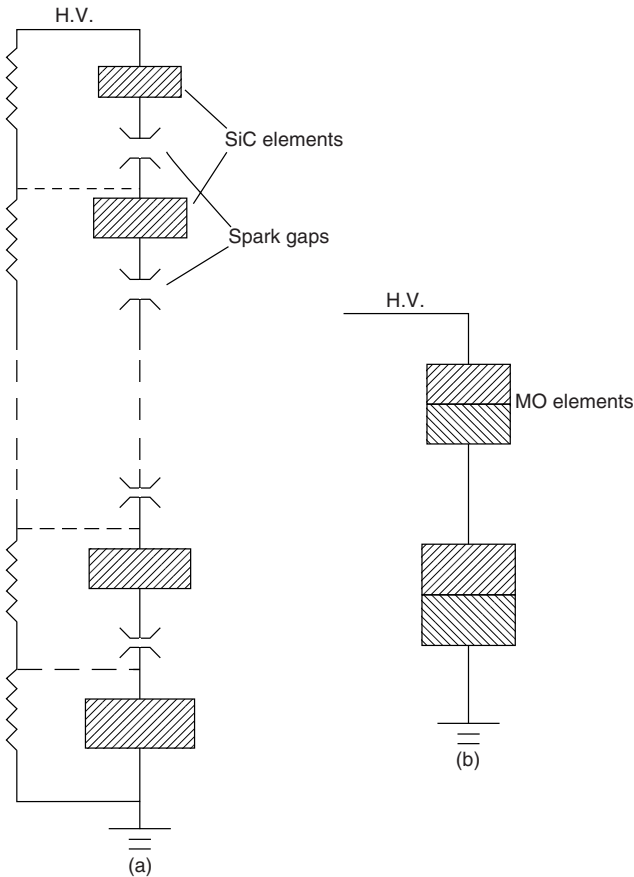 H.V.
SiC elements
Spark gaps
H.V.
MO elements
(b)
(a)